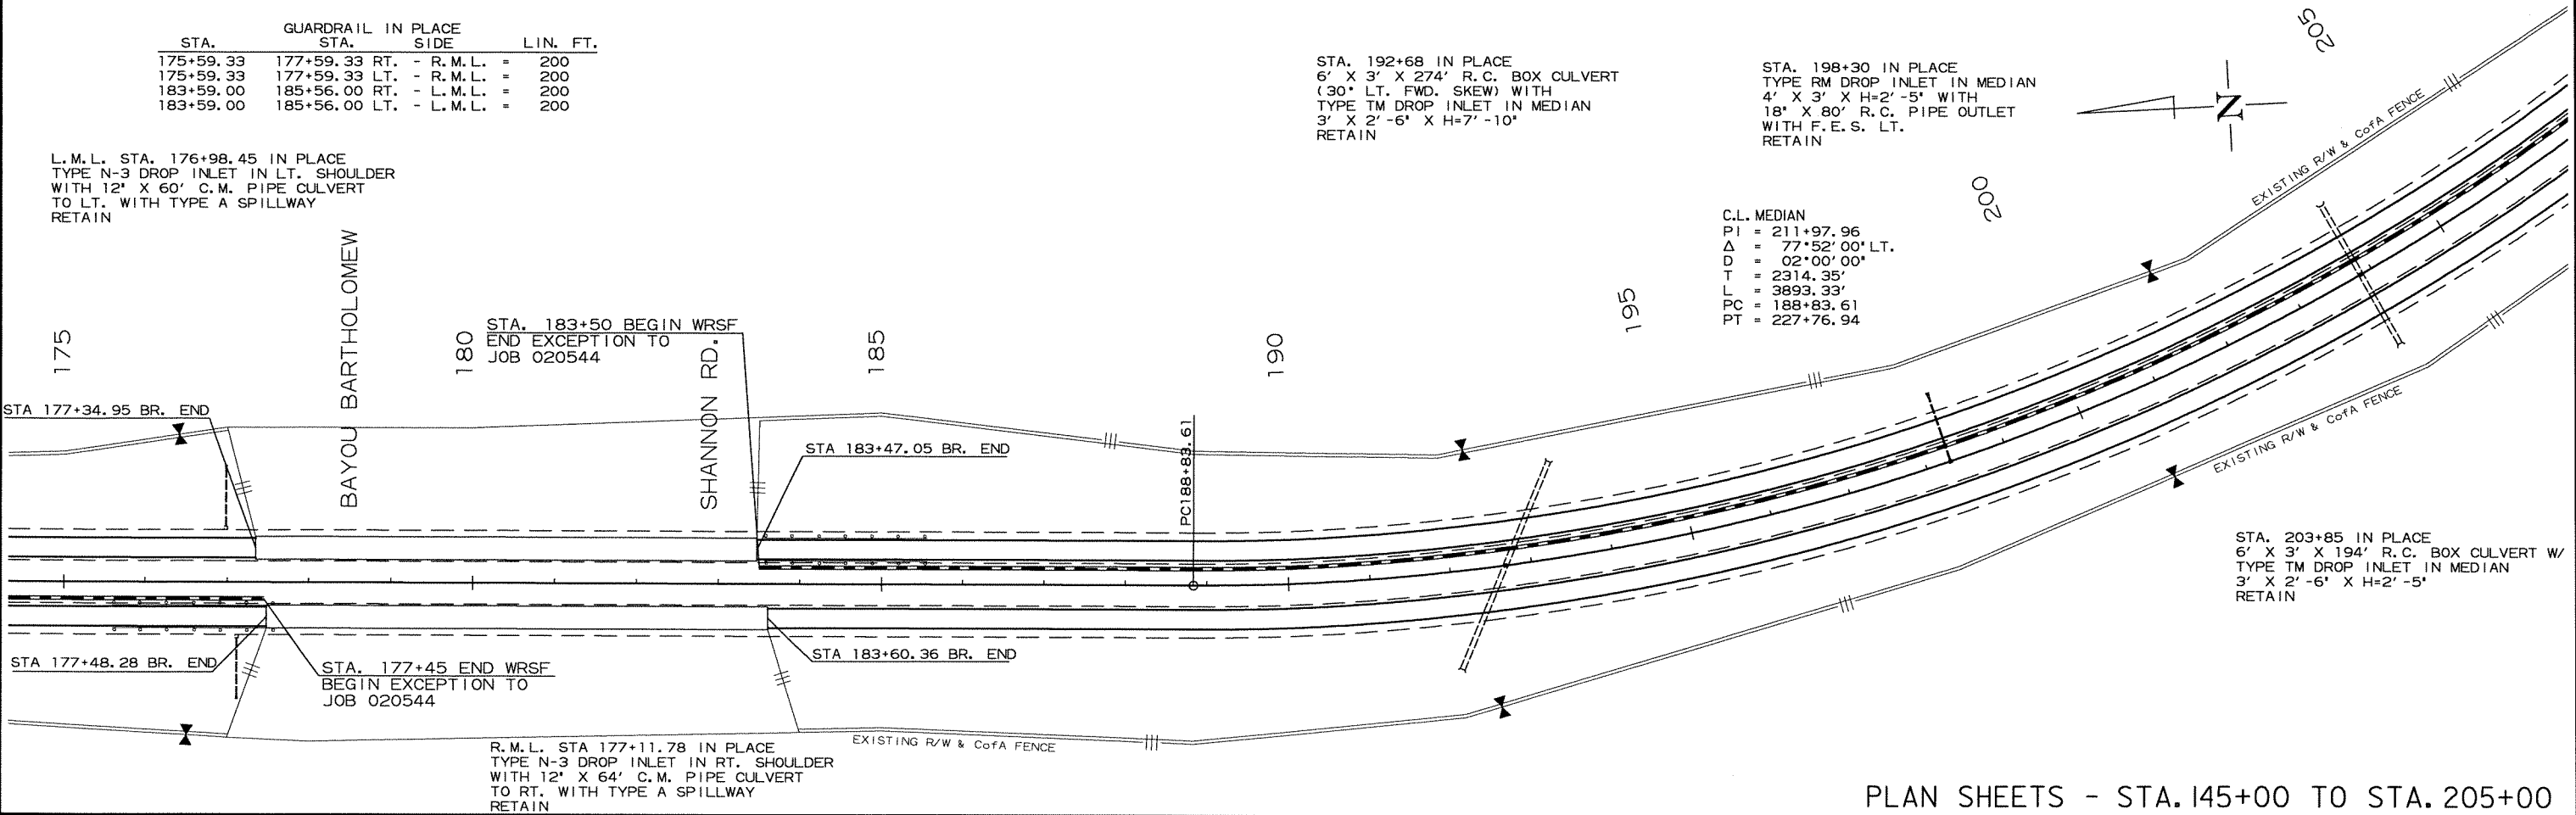 GUARDRAIL IN PLACE
STA. STA. SIDE LIN. FT.
175+59.33 177+59.33 RT. - R.M.L. = 200
175+59.33 177+59.33 LT. - R.M.L. = 200
183+59.00 185+56.00 RT. - L.M.L. = 200
183+59.00 185+56.00 LT. - L.M.L. = 200
L.M.L. STA. 176+98.45 IN PLACE
TYPE N-3 DROP INLET IN LT. SHOULDER
WITH 12" X 60' C.M. PIPE CULVERT
TO LT. WITH TYPE A SPILLWAY
RETAIN
STA. 192+68 IN PLACE
6' X 3' X 274' R.C. BOX CULVERT
(30° LT. FWD. SKEW) WITH
TYPE TM DROP INLET IN MEDIAN
3' X 2'-6" X H=7'-10"
RETAIN
STA. 198+30 IN PLACE
TYPE RM DROP INLET IN MEDIAN
4' X 3' X H=2'-5" WITH
18" X 80' R.C. PIPE OUTLET
WITH F.E.S. LT.
RETAIN
N
205
EXISTING R/W & CofA FENCE
200
C.L. MEDIAN
PI = 211+97.96
Δ = 77°52'00" LT.
D = 02°00'00"
T = 2314.35'
L = 3893.33'
PC = 188+83.61
PT = 227+76.94
195
175
BAYOU BARTHOLOMEW
180
STA. 183+50 BEGIN WRSF
END EXCEPTION TO
JOB 020544
SHANNON RD.
185
190
STA 177+34.95 BR. END
STA 183+47.05 BR. END
PC188+83.61
EXISTING R/W & CofA FENCE
STA. 203+85 IN PLACE
6' X 3' X 194' R.C. BOX CULVERT W/
TYPE TM DROP INLET IN MEDIAN
3' X 2'-6" X H=2'-5"
RETAIN
STA 177+48.28 BR. END
STA. 177+45 END WRSF
BEGIN EXCEPTION TO
JOB 020544
STA 183+60.36 BR. END
R.M.L. STA 177+11.78 IN PLACE
TYPE N-3 DROP INLET IN RT. SHOULDER
WITH 12" X 64' C.M. PIPE CULVERT
TO RT. WITH TYPE A SPILLWAY
RETAIN
EXISTING R/W & CofA FENCE
PLAN SHEETS - STA. 145+00 TO STA. 205+00